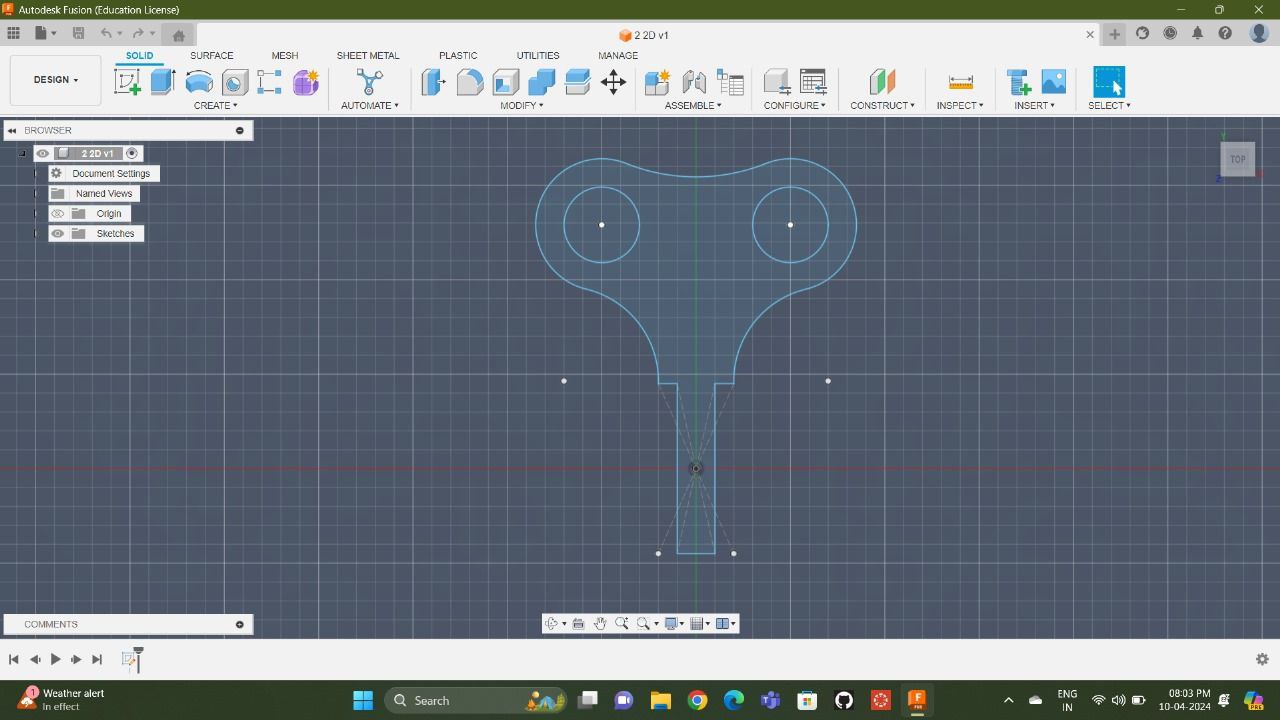 Autodesk Fusion (Education License)
2 2D v1
SOLID SURFACE MESH SHEET METAL PLASTIC UTILITIES MANAGE
DESIGN
CREATE AUTOMATE MODIFY ASSEMBLE CONFIGURE CONSTRUCT INSPECT INSERT SELECT
BROWSER
2 2D v1
Document Settings
Named Views
Origin
Sketches
Y
TOP
Z X
COMMENTS
1
Weather alert
In effect
Search
ENG
IN
08:03 PM
10-04-2024